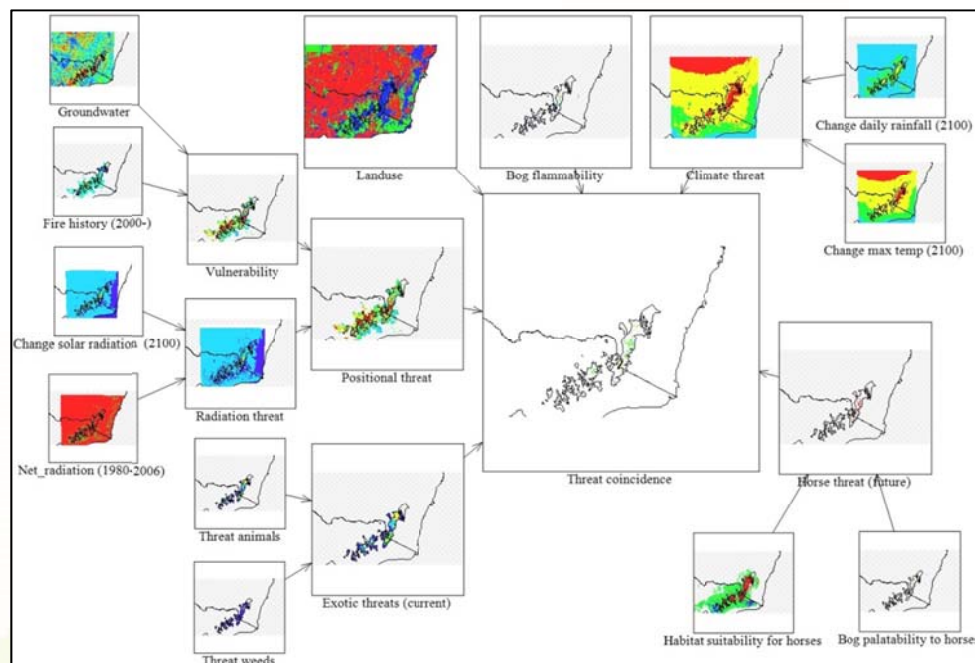 Groundwater
Landuse
Bog flammability
Climate threat
Change daily rainfall (2100)
Fire history (2000-)
Vulnerability
Change max temp (2100)
Change solar radiation (2100)
Positional threat
Radiation threat
Net_radiation (1980-2006)
Threat coincidence
Horse threat (future)
Threat animals
Exotic threats (current)
Habitat suitability for horses
Bog palatability to horses
Threat weeds